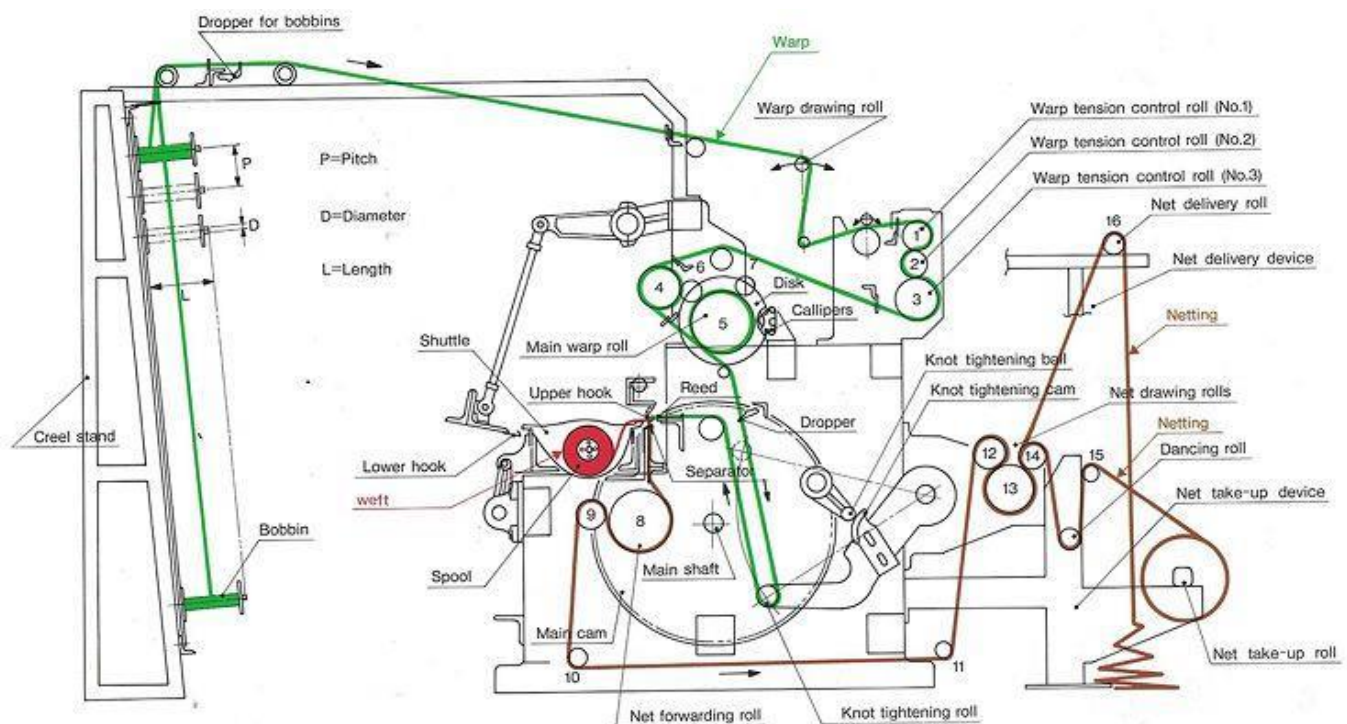 Dropper for bobbins
Warp
Warp drawing roll
Warp tension control roll (No.1)
Warp tension control roll (No.2)
Warp tension control roll (No.3)
Net delivery roll
Net delivery device
P
D
L
P=Pitch
D=Diameter
L=Length
16
1
2
3
4
5
6
7
Disk
Callipers
Main warp roll
Shuttle
Upper hook
Reed
Knot tightening ball
Knot tightening cam
Netting
Net drawing rolls
Netting
Dancing roll
Net take-up device
Dropper
Creel stand
Lower hook
weft
Separator
12
13
14
15
9
8
Bobbin
Spool
Main shaft
Main cam
10
11
Net take-up roll
Net forwarding roll
Knot tightening roll